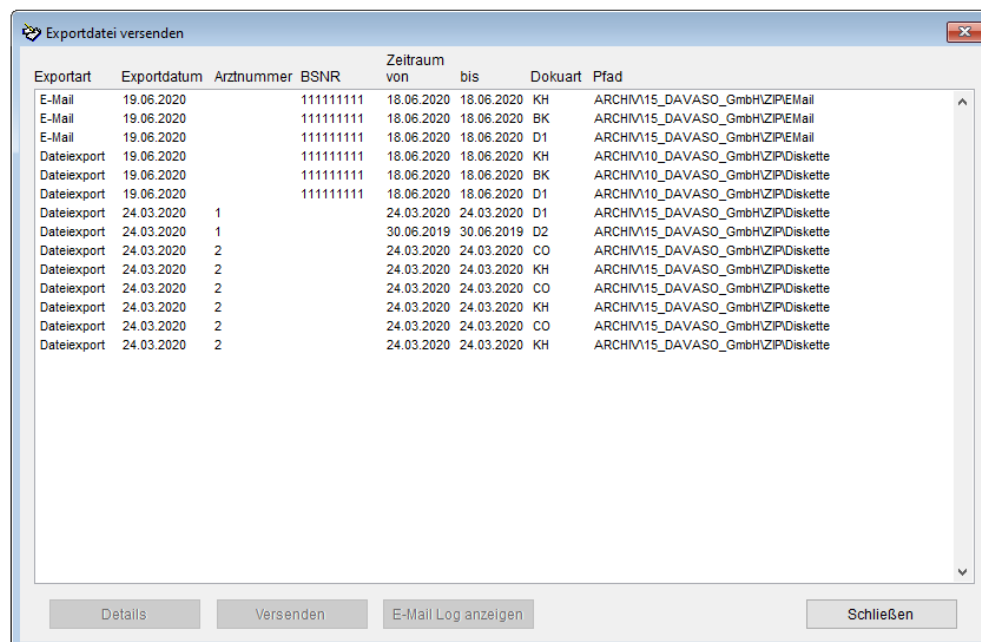 Exportdatei versenden
Zeitraum
Exportart Exportdatum Arztnummer BSNR von bis Dokuart Pfad
E-Mail 19.06.2020 111111111 18.06.2020 18.06.2020 KH ARCHIV\15_DAVASO_GmbH\ZIP\EMail
E-Mail 19.06.2020 111111111 18.06.2020 18.06.2020 BK ARCHIV\15_DAVASO_GmbH\ZIP\EMail
E-Mail 19.06.2020 111111111 18.06.2020 18.06.2020 D1 ARCHIV\15_DAVASO_GmbH\ZIP\EMail
Dateiexport 19.06.2020 111111111 18.06.2020 18.06.2020 KH ARCHIV\10_DAVASO_GmbH\ZIP\Diskette
Dateiexport 19.06.2020 111111111 18.06.2020 18.06.2020 BK ARCHIV\10_DAVASO_GmbH\ZIP\Diskette
Dateiexport 19.06.2020 111111111 18.06.2020 18.06.2020 D1 ARCHIV\10_DAVASO_GmbH\ZIP\Diskette
Dateiexport 24.03.2020 1 24.03.2020 24.03.2020 D1 ARCHIV\15_DAVASO_GmbH\ZIP\Diskette
Dateiexport 24.03.2020 1 30.06.2019 30.06.2019 D2 ARCHIV\15_DAVASO_GmbH\ZIP\Diskette
Dateiexport 24.03.2020 2 24.03.2020 24.03.2020 CO ARCHIV\15_DAVASO_GmbH\ZIP\Diskette
Dateiexport 24.03.2020 2 24.03.2020 24.03.2020 KH ARCHIV\15_DAVASO_GmbH\ZIP\Diskette
Dateiexport 24.03.2020 2 24.03.2020 24.03.2020 CO ARCHIV\15_DAVASO_GmbH\ZIP\Diskette
Dateiexport 24.03.2020 2 24.03.2020 24.03.2020 KH ARCHIV\15_DAVASO_GmbH\ZIP\Diskette
Dateiexport 24.03.2020 2 24.03.2020 24.03.2020 CO ARCHIV\15_DAVASO_GmbH\ZIP\Diskette
Dateiexport 24.03.2020 2 24.03.2020 24.03.2020 KH ARCHIV\15_DAVASO_GmbH\ZIP\Diskette
Details Versenden E-Mail Log anzeigen Schließen